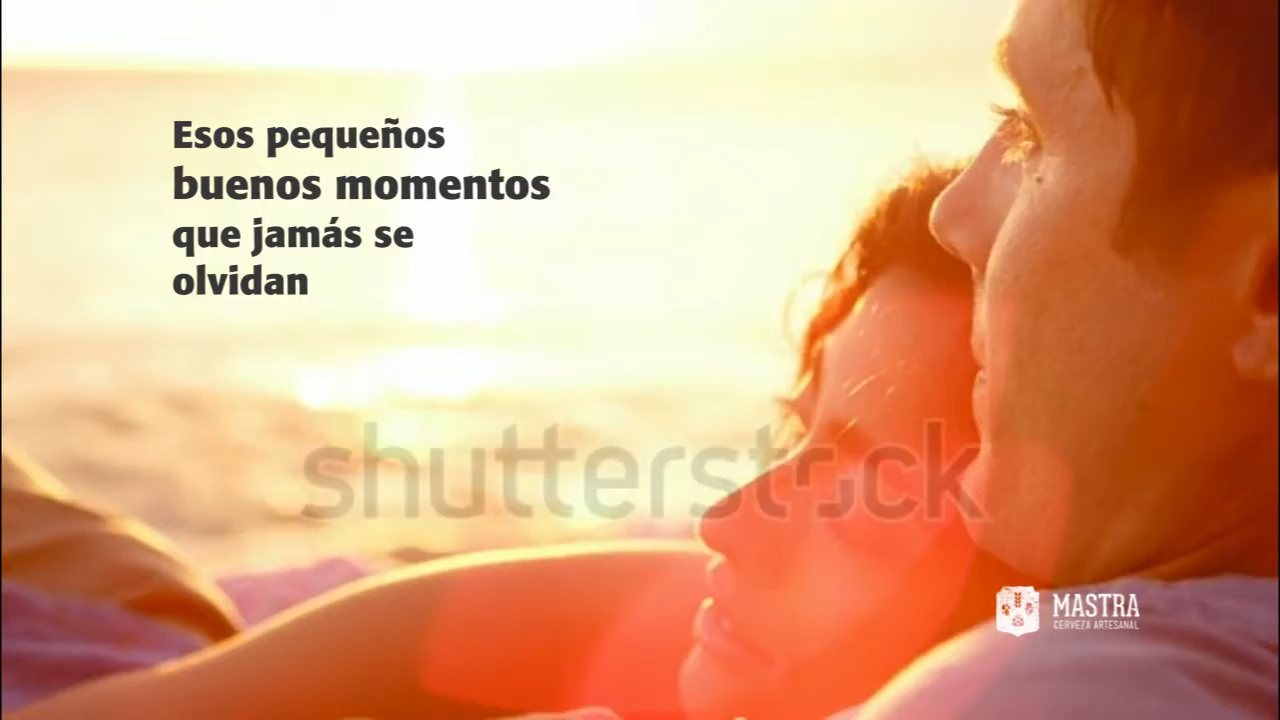 Esos pequeños
buenos momentos
que jamás se
olvidan
shutterstock
MASTRA
CERVEZA ARTESANAL